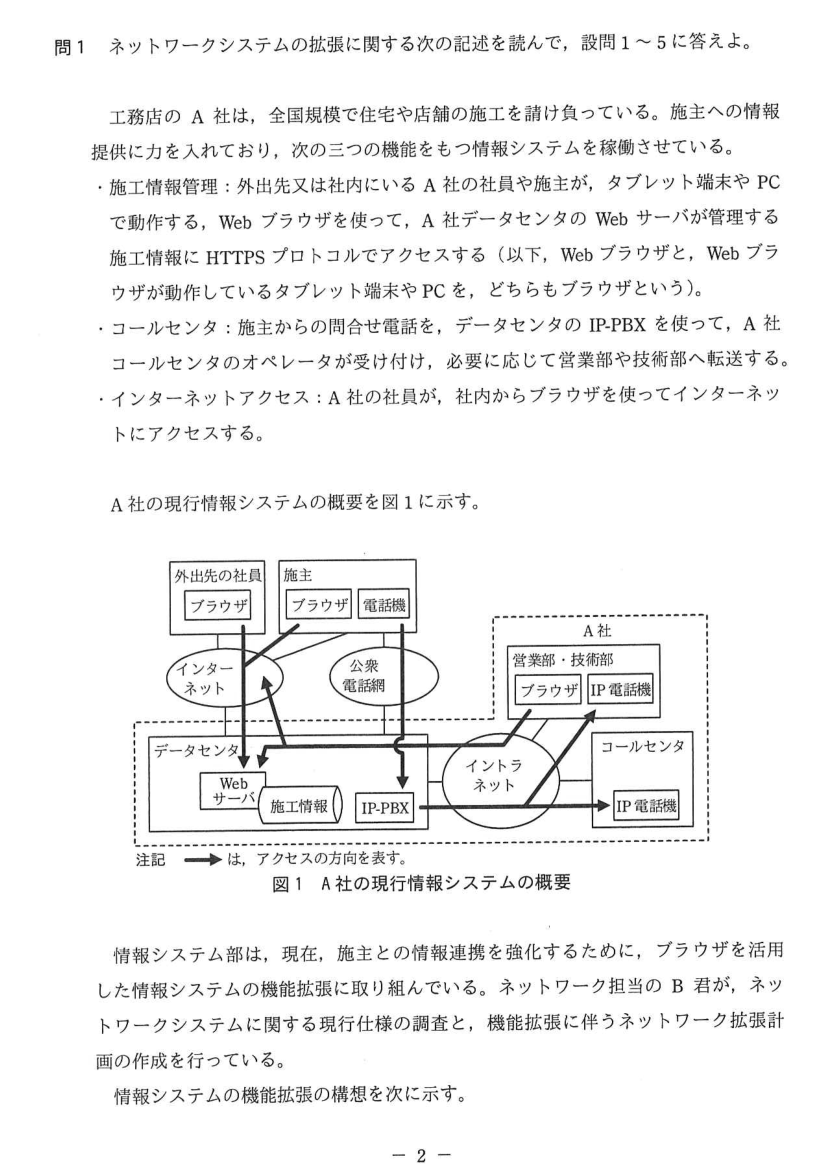 問1　ネットワークシステムの拡張に関する次の記述を読んで，設問1～5に答えよ。
工務店の A 社は，全国規模で住宅や店舗の施工を請け負っている。施主への情報
提供に力を入れており，次の三つの機能をもつ情報システムを稼働させている。
・施工情報管理：外出先又は社内にいる A 社の社員や施主が，タブレット端末や PC
で動作する，Web ブラウザを使って，A 社データセンタの Web サーバが管理する
施工情報に HTTPS プロトコルでアクセスする（以下，Web ブラウザと，Web ブラ
ウザが動作しているタブレット端末や PC を，どちらもブラウザという）。
・コールセンタ：施主からの問合せ電話を，データセンタの IP-PBX を使って，A 社
コールセンタのオペレータが受け付け，必要に応じて営業部や技術部へ転送する。
・インターネットアクセス：A 社の社員が，社内からブラウザを使ってインターネッ
トにアクセスする。
A 社の現行情報システムの概要を図1に示す。
外出先の社員
ブラウザ
施主
ブラウザ
電話機
A 社
営業部・技術部
ブラウザ
IP 電話機
インター
ネット
公衆
電話網
データセンタ
Web
サーバ
施工情報
IP-PBX
イントラ
ネット
コールセンタ
IP 電話機
注記　→は，アクセスの方向を表す。
図1　A 社の現行情報システムの概要
情報システム部は，現在，施主との情報連携を強化するために，ブラウザを活用
した情報システムの機能拡張に取り組んでいる。ネットワーク担当の B 君が，ネッ
トワークシステムに関する現行仕様の調査と，機能拡張に伴うネットワーク拡張計
画の作成を行っている。
情報システムの機能拡張の構想を次に示す。
－ 2 －